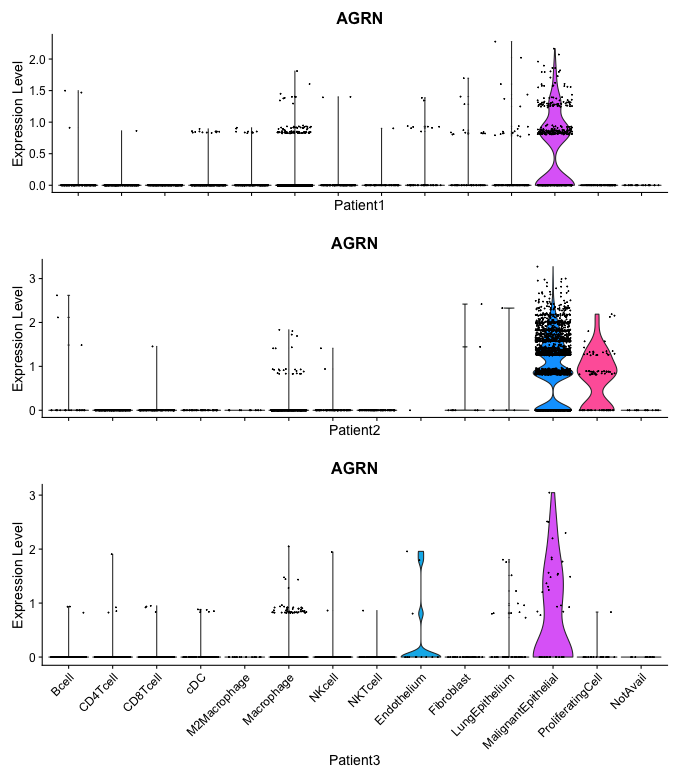 AGRN
Expression Level
2.0
1.5
1.0
0.5
0.0
Patient1
AGRN
Expression Level
3
2
1
0
Patient2
AGRN
Expression Level
3
2
1
0
Bcell
CD4Tcell
CD8Tcell
cDC
M2Macrophage
Macrophage
NKcell
NKTcell
Endothelium
Fibroblast
LungEpithelium
MalignantEpithelial
ProliferatingCell
NotAvail
Patient3